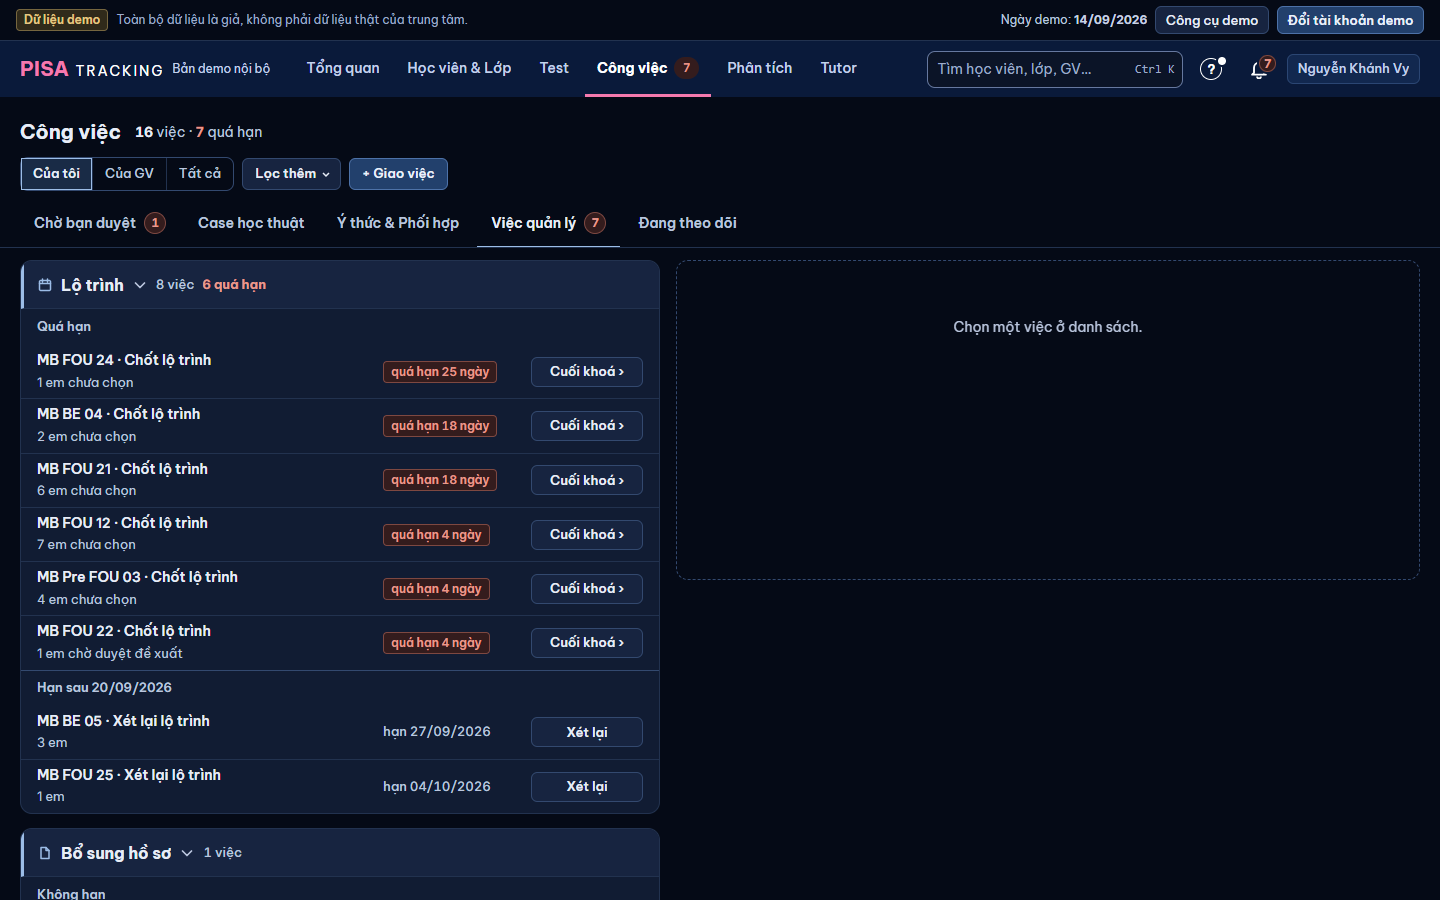 Dữ liệu demo Toàn bộ dữ liệu là giả, không phải dữ liệu thật của trung tâm. Ngày demo: 14/09/2026 Công cụ demo Đổi tài khoản demo
PISA TRACKING Bản demo nội bộ Tổng quan Học viên & Lớp Test Công việc 7 Phân tích Tutor Tìm học viên, lớp, GV... Ctrl K ? 7 Nguyễn Khánh Vy
Công việc 16 việc · 7 quá hạn
Của tôi Của GV Tất cả Lọc thêm + Giao việc
Chờ bạn duyệt 1 Case học thuật Ý thức & Phối hợp Việc quản lý 7 Đang theo dõi
Lộ trình 8 việc 6 quá hạn
Quá hạn
MB FOU 24 · Chốt lộ trình
1 em chưa chọn
quá hạn 25 ngày Cuối khoá ›
MB BE 04 · Chốt lộ trình
2 em chưa chọn
quá hạn 18 ngày Cuối khoá ›
MB FOU 21 · Chốt lộ trình
6 em chưa chọn
quá hạn 18 ngày Cuối khoá ›
MB FOU 12 · Chốt lộ trình
7 em chưa chọn
quá hạn 4 ngày Cuối khoá ›
MB Pre FOU 03 · Chốt lộ trình
4 em chưa chọn
quá hạn 4 ngày Cuối khoá ›
MB FOU 22 · Chốt lộ trình
1 em chờ duyệt đề xuất
quá hạn 4 ngày Cuối khoá ›
Hạn sau 20/09/2026
MB BE 05 · Xét lại lộ trình
3 em
hạn 27/09/2026 Xét lại
MB FOU 25 · Xét lại lộ trình
1 em
hạn 04/10/2026 Xét lại
Bổ sung hồ sơ 1 việc
Không hạn
Chọn một việc ở danh sách.